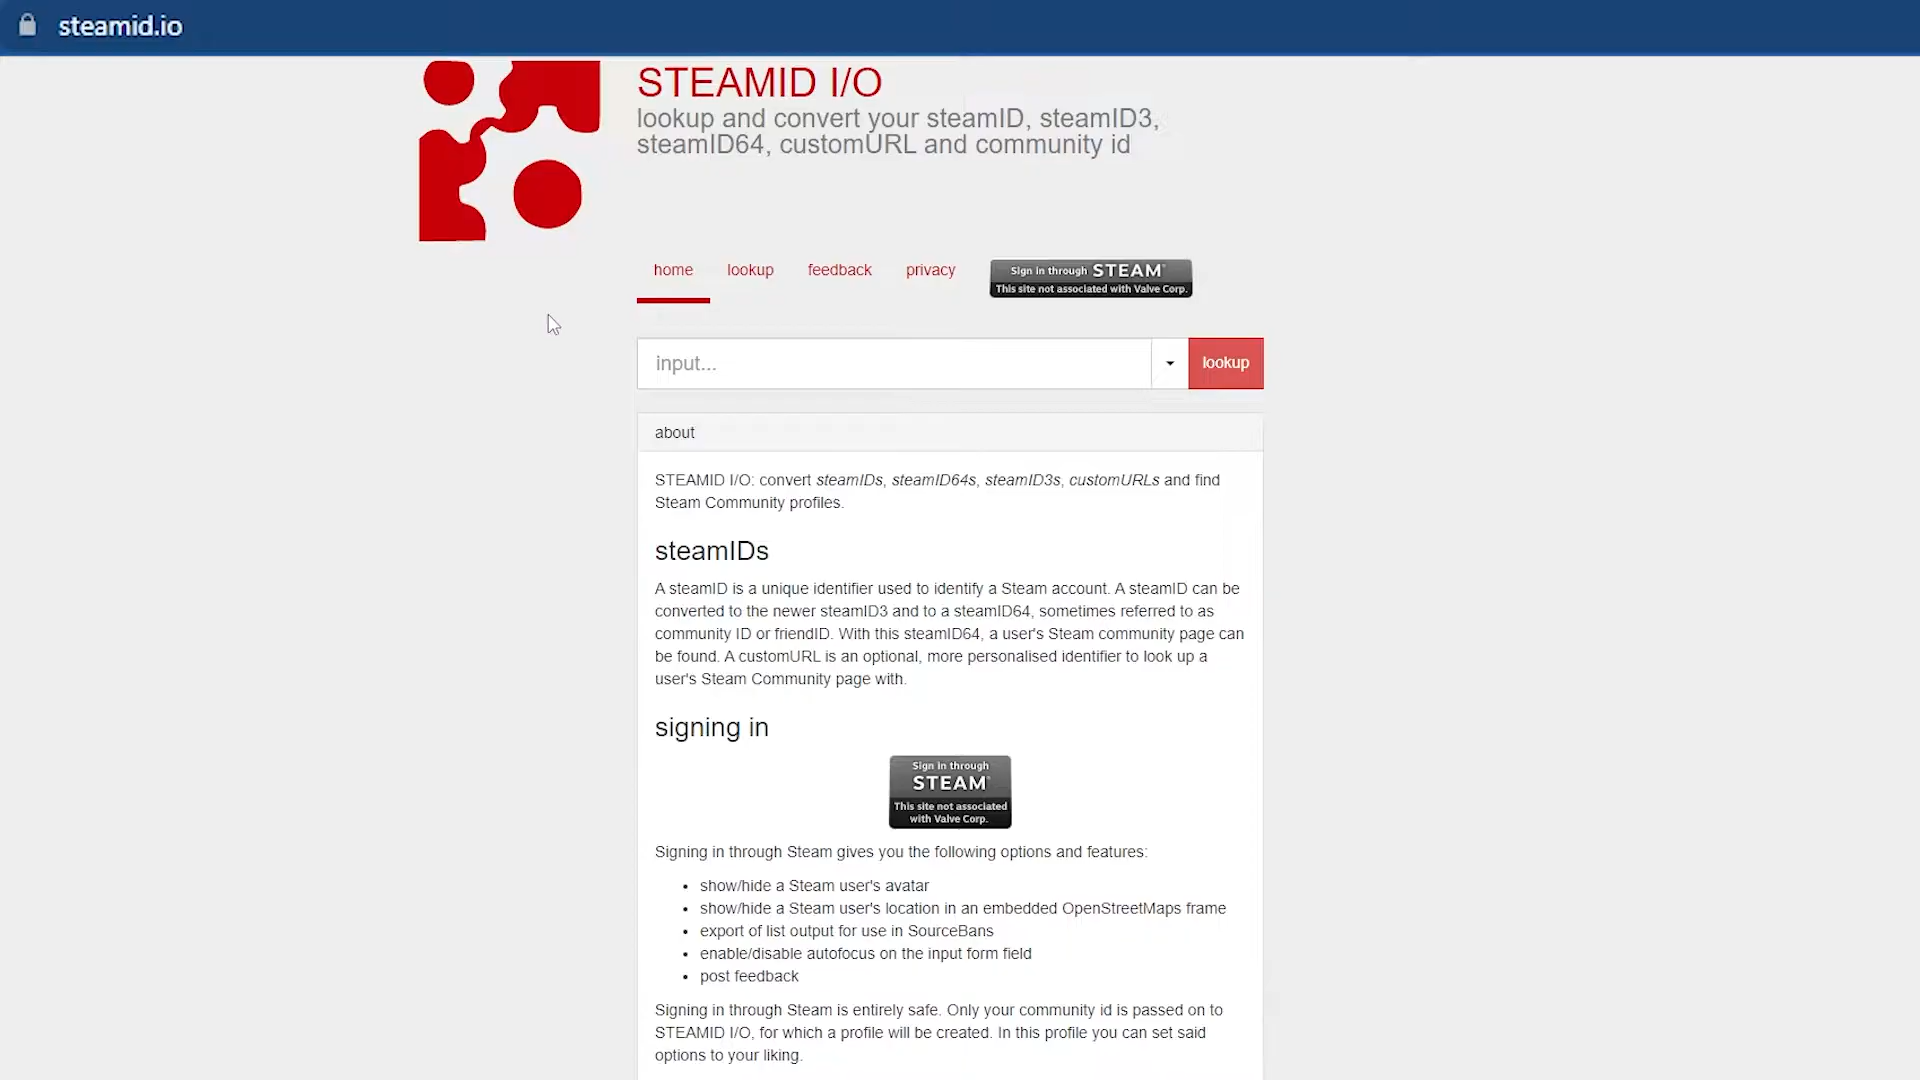 steamid.io
STEAMID I/O
lookup and convert your steamID, steamID3,
steamID64, customURL and community id
home lookup feedback privacy
Sign in through STEAM
This site not associated with Valve Corp.
input...
lookup
about
STEAMID I/O: convert steamIDs, steamID64s, steamID3s, customURLs and find
Steam Community profiles.
steamIDs
A steamID is a unique identifier used to identify a Steam account. A steamID can be
converted to the newer steamID3 and to a steamID64, sometimes referred to as
community ID or friendID. With this steamID64, a user's Steam community page can
be found. A customURL is an optional, more personalised identifier to look up a
user's Steam Community page with.
signing in
Sign in through
STEAM
This site not associated
with Valve Corp.
Signing in through Steam gives you the following options and features:
• show/hide a Steam user's avatar
• show/hide a Steam user's location in an embedded OpenStreetMaps frame
• export of list output for use in SourceBans
• enable/disable autofocus on the input form field
• post feedback
Signing in through Steam is entirely safe. Only your community id is passed on to
STEAMID I/O, for which a profile will be created. In this profile you can set said
options to your liking.